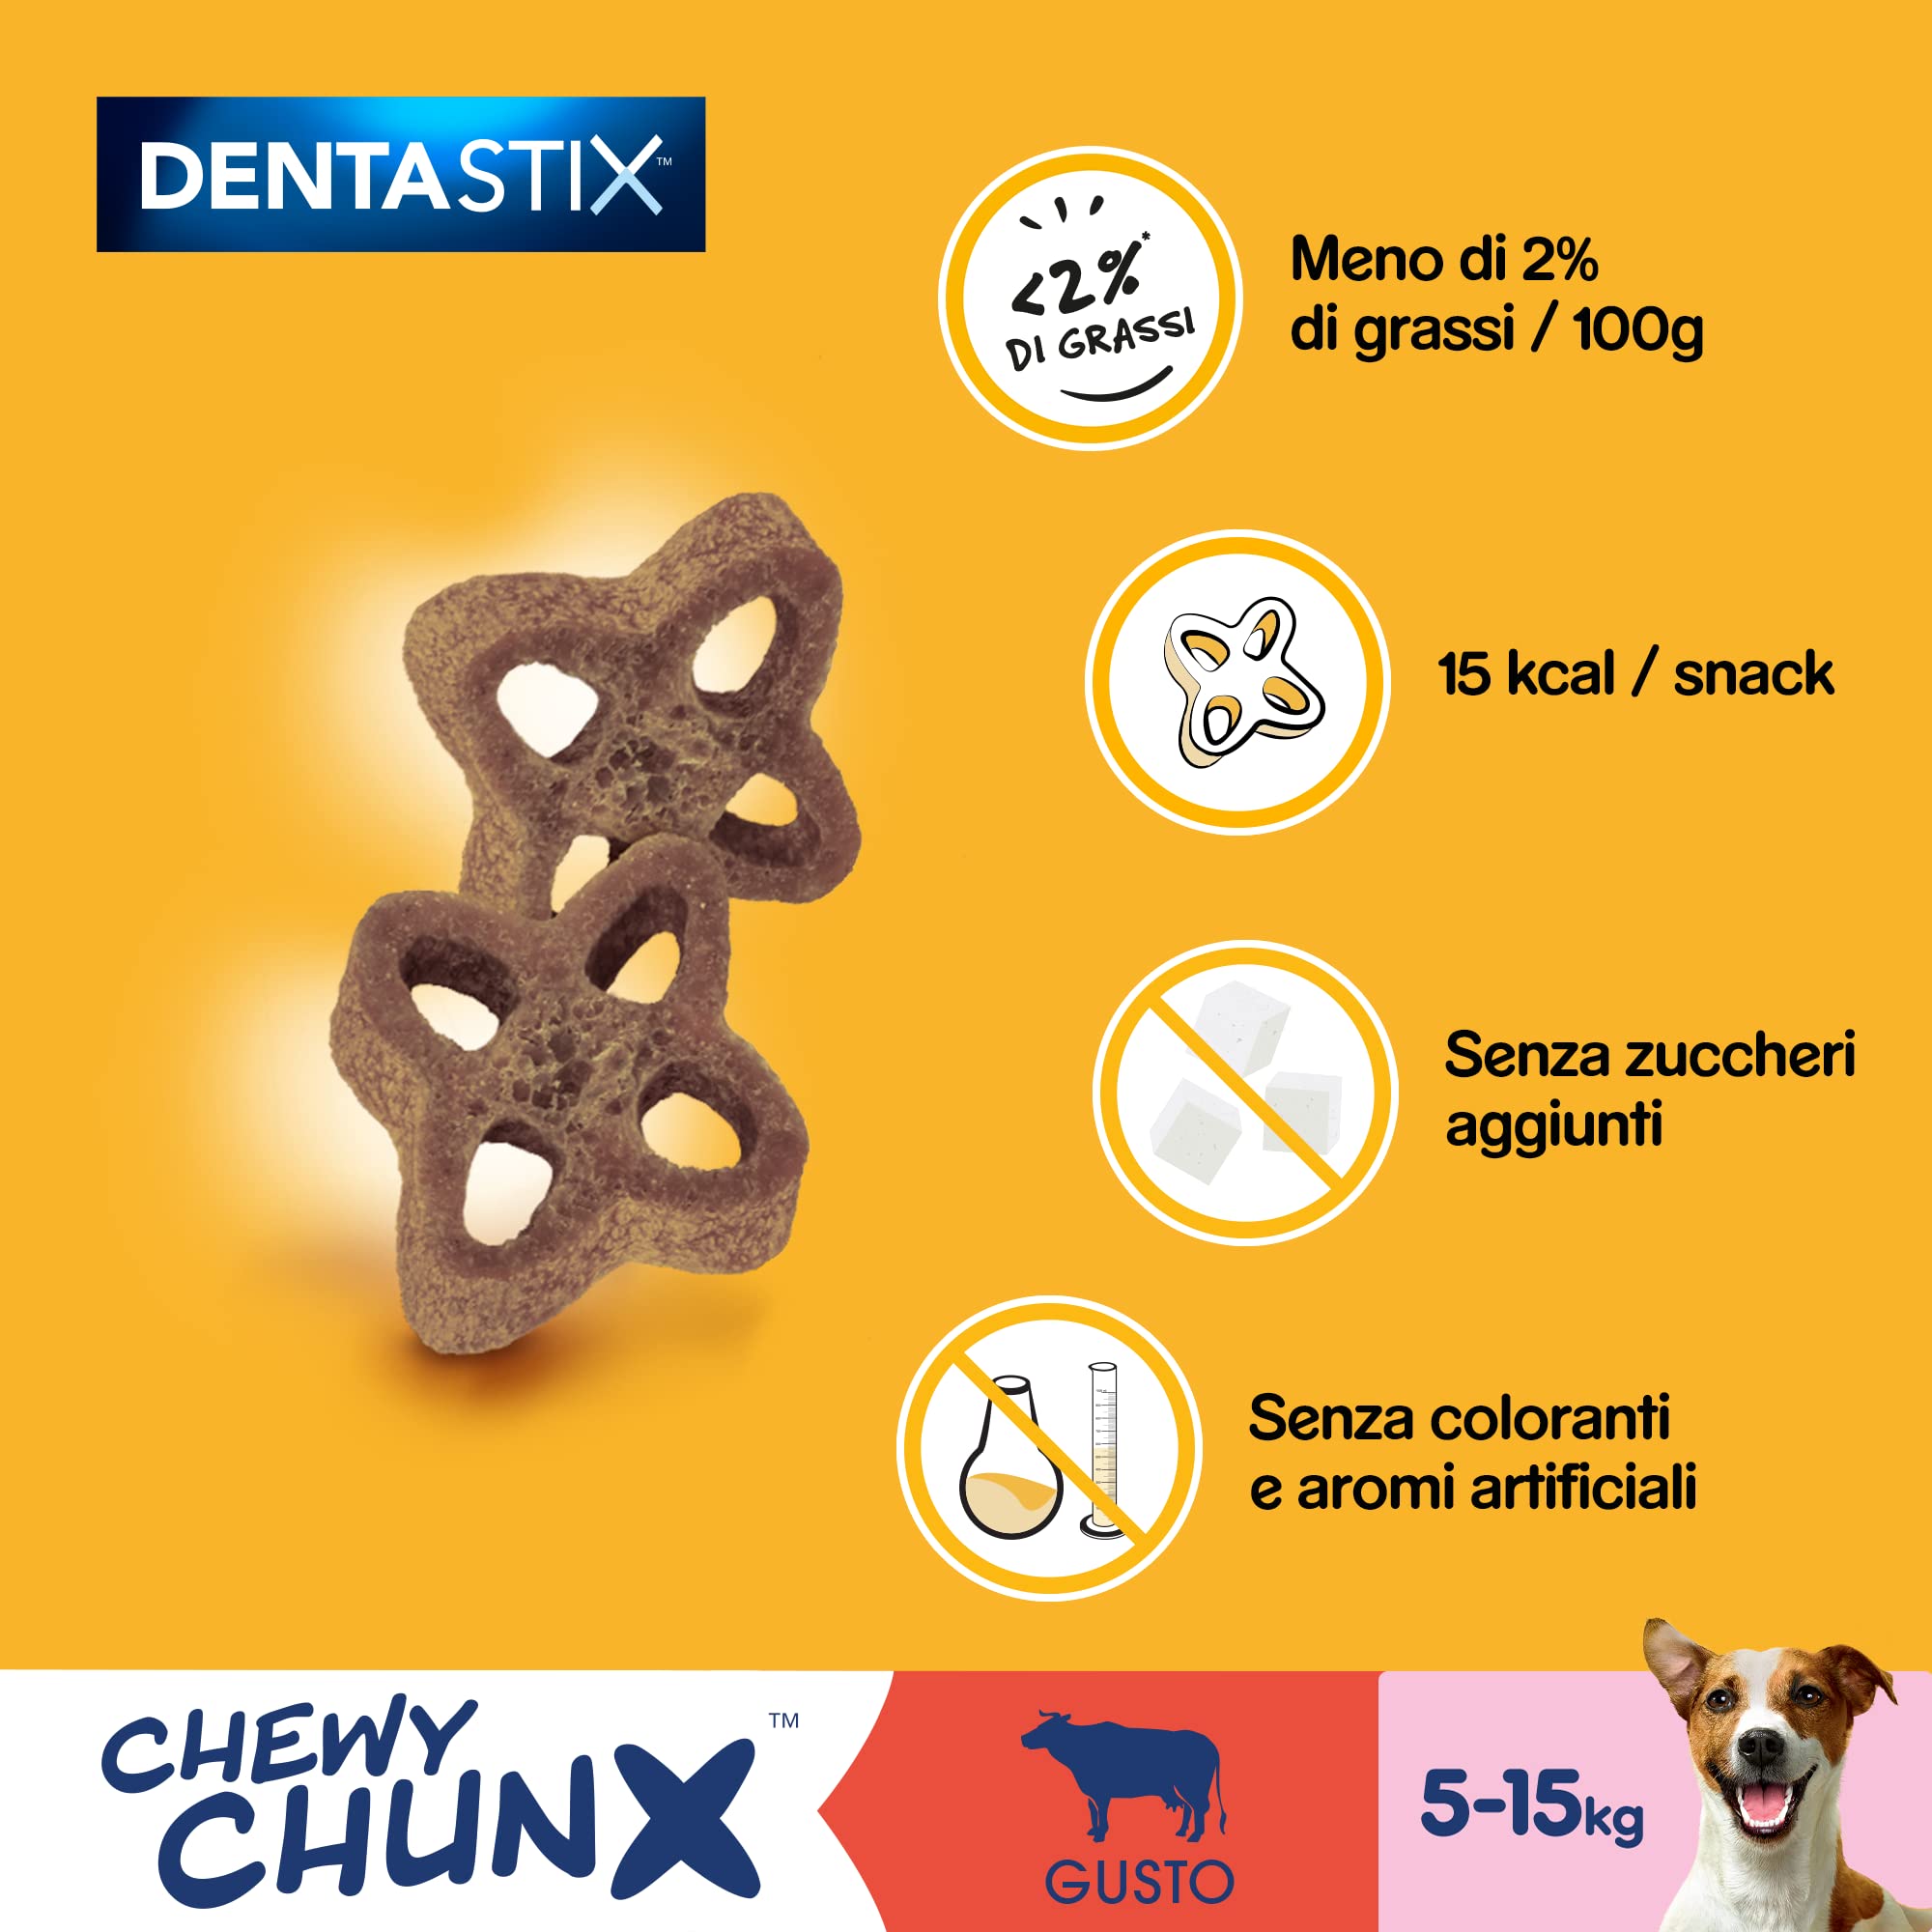 DENTASTIX™
<2%*
DI GRASSI
Meno di 2%
di grassi / 100g
15 kcal / snack
Senza zuccheri
aggiunti
Senza coloranti
e aromi artificiali
CHEWY
CHUNX™
GUSTO
5-15kg